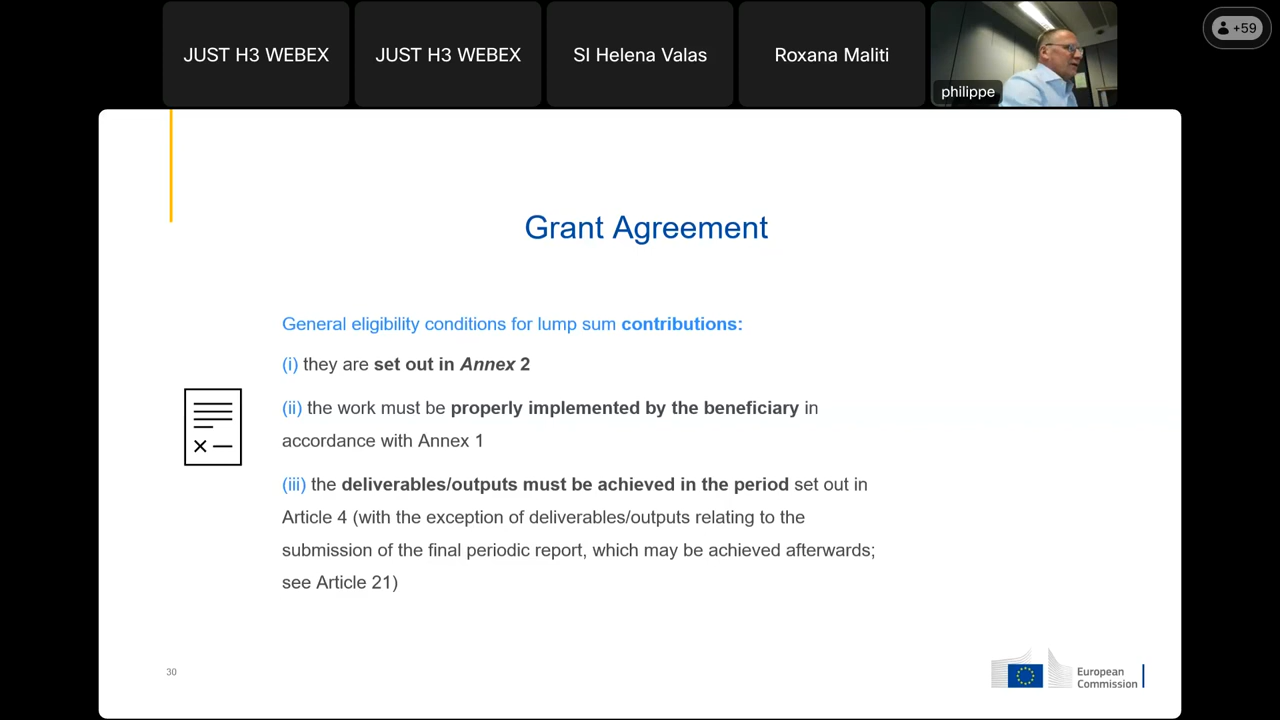 JUST H3 WEBEX
JUST H3 WEBEX
SI Helena Valas
Roxana Maliti
philippe
+59
Grant Agreement
General eligibility conditions for lump sum contributions:
(i) they are set out in Annex 2
(ii) the work must be properly implemented by the beneficiary in
accordance with Annex 1
(iii) the deliverables/outputs must be achieved in the period set out in
Article 4 (with the exception of deliverables/outputs relating to the
submission of the final periodic report, which may be achieved afterwards;
see Article 21)
30
European
Commission